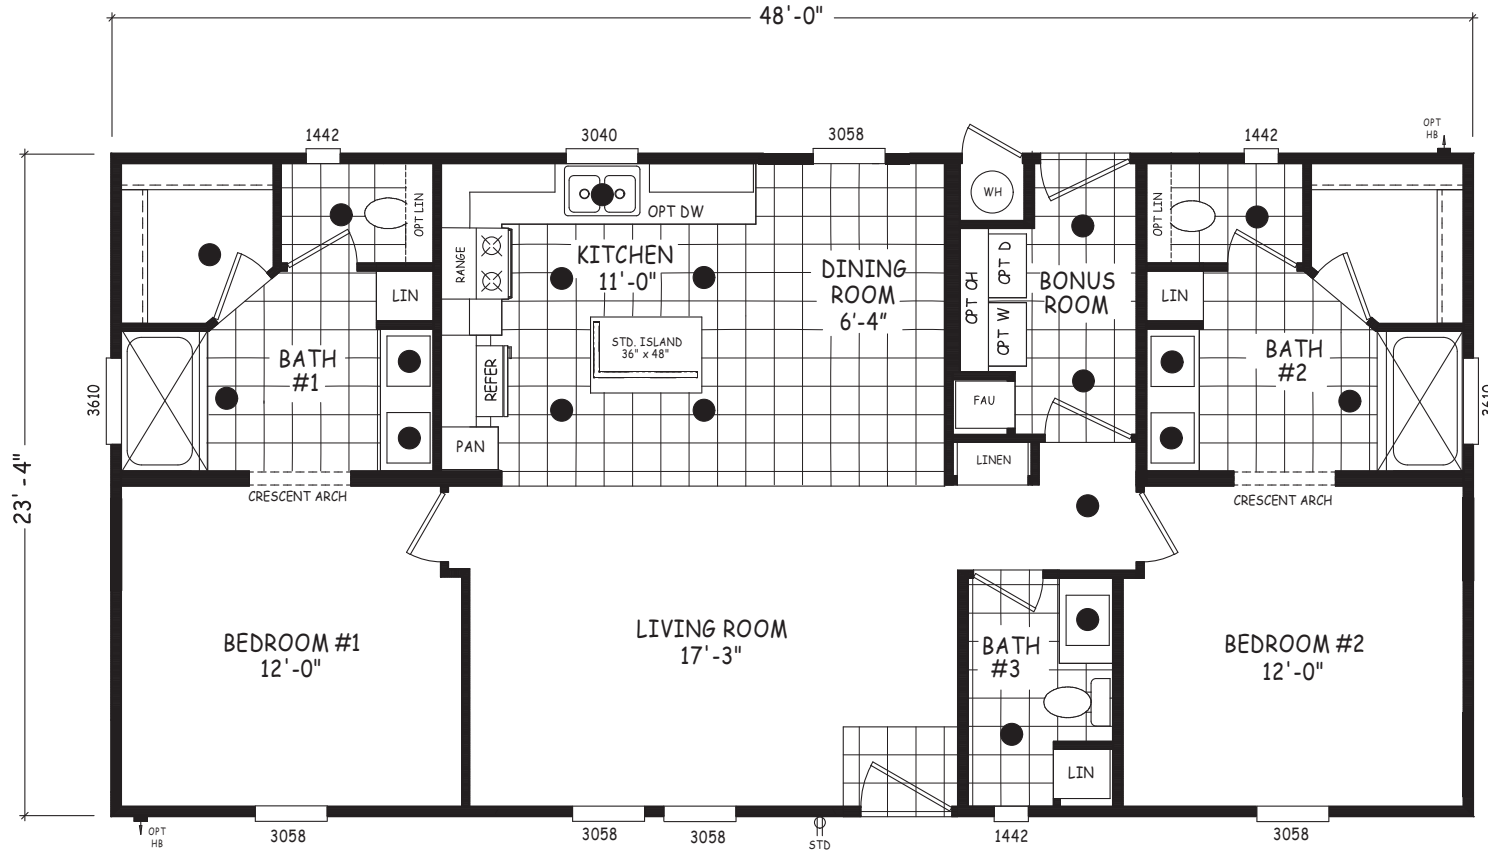 48'-0"
1442
3040
3058
1442
OPT
HB
OPT LIN
OPT DW
WH
OPT LIN
RANGE
KITCHEN
11'-0"
DINING
ROOM
6'-4"
OPT CH
OPT D
BONUS
ROOM
LIN
LIN
OPT W
STD. ISLAND
36" x 48"
BATH
#1
REFER
BATH
#2
3610
FAU
3610
PAN
LINEN
23'-4"
CRESCENT ARCH
CRESCENT ARCH
BEDROOM #1
12'-0"
LIVING ROOM
17'-3"
BATH
#3
BEDROOM #2
12'-0"
LIN
OPT
HB
3058
3058
3058
STD
1442
3058